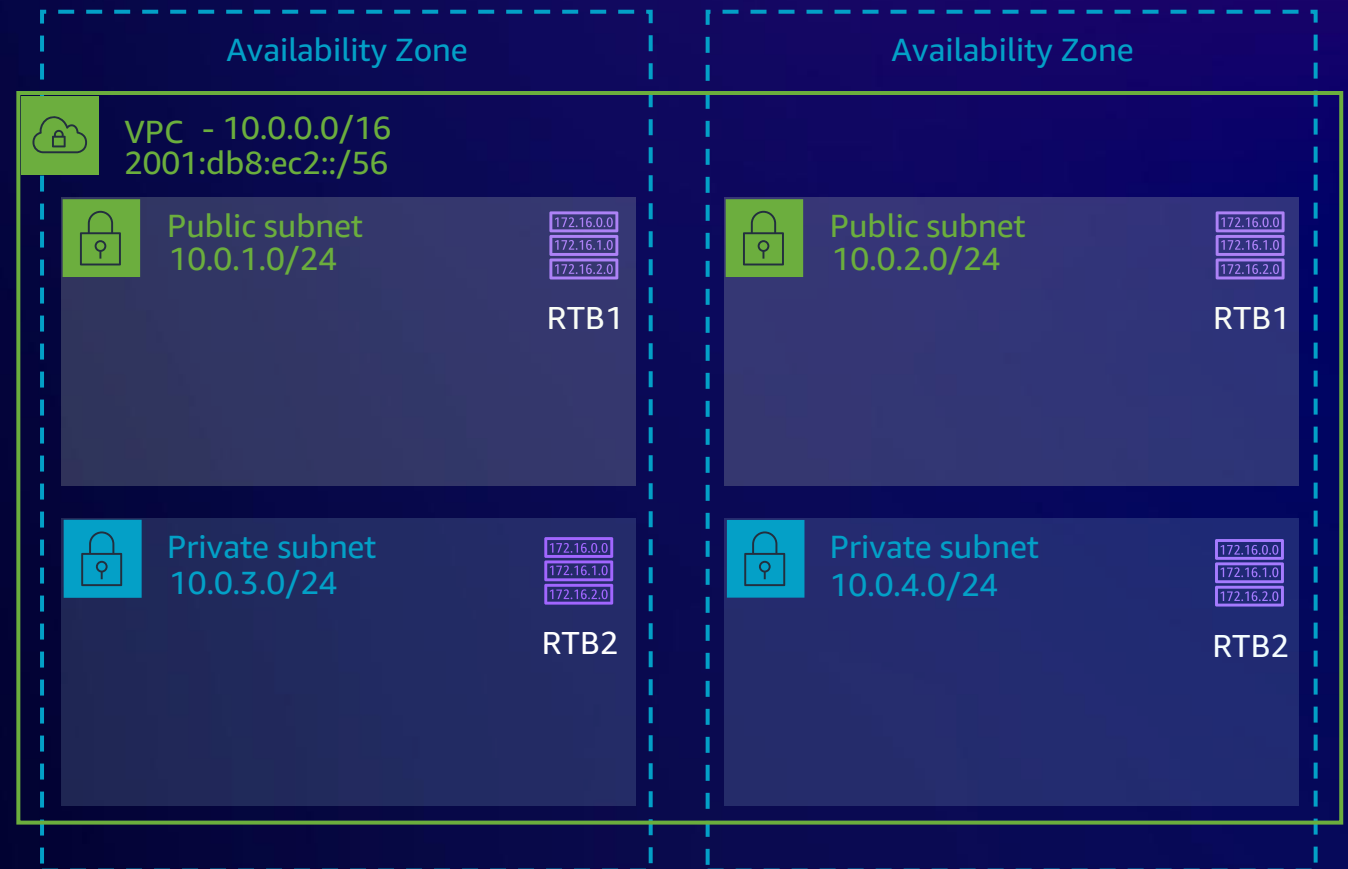 Availability Zone
Availability Zone
VPC - 10.0.0.0/16
2001:db8:ec2::/56
Public subnet
10.0.1.0/24
172.16.0.0
172.16.1.0
172.16.2.0
RTB1
Public subnet
10.0.2.0/24
172.16.0.0
172.16.1.0
172.16.2.0
RTB1
Private subnet
10.0.3.0/24
172.16.0.0
172.16.1.0
172.16.2.0
RTB2
Private subnet
10.0.4.0/24
172.16.0.0
172.16.1.0
172.16.2.0
RTB2